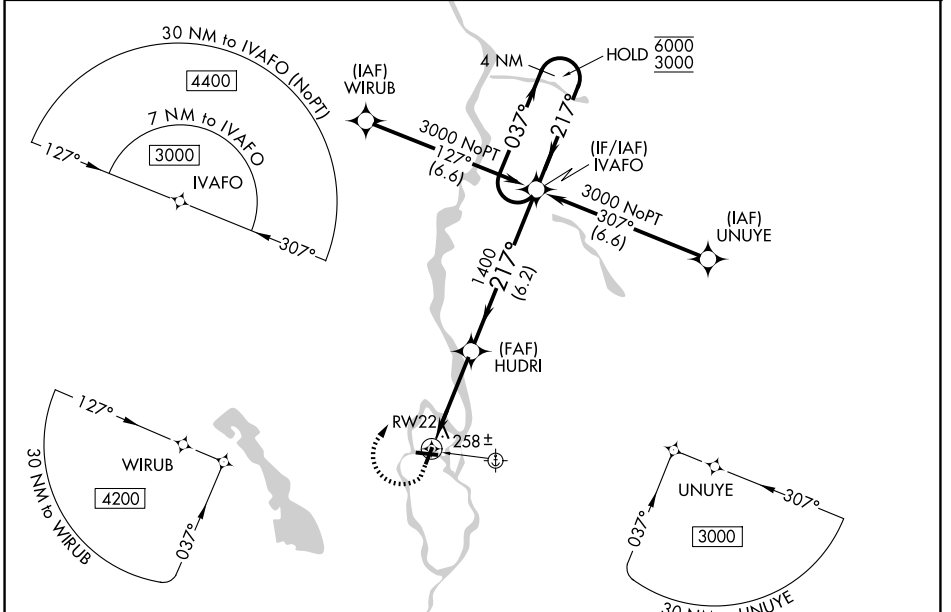 30 NM to IVAFO (NoPT)
4400
7 NM to IVAFO
3000
127°
IVAFO
307°
(IAF)
WIRUB
3000 NoPT
127°
(6.6)
4 NM
HOLD 6000
3000
037°
217°
(IF/IAF)
IVAFO
3000 NoPT
307°
(6.6)
(IAF)
UNUYE
1400
217°
(6.2)
(FAF)
HUDRI
RW22
258 ±
127°
WIRUB
4200
30 NM to WIRUB
037°
UNUYE
307°
037°
3000
30 NM to UNUYE